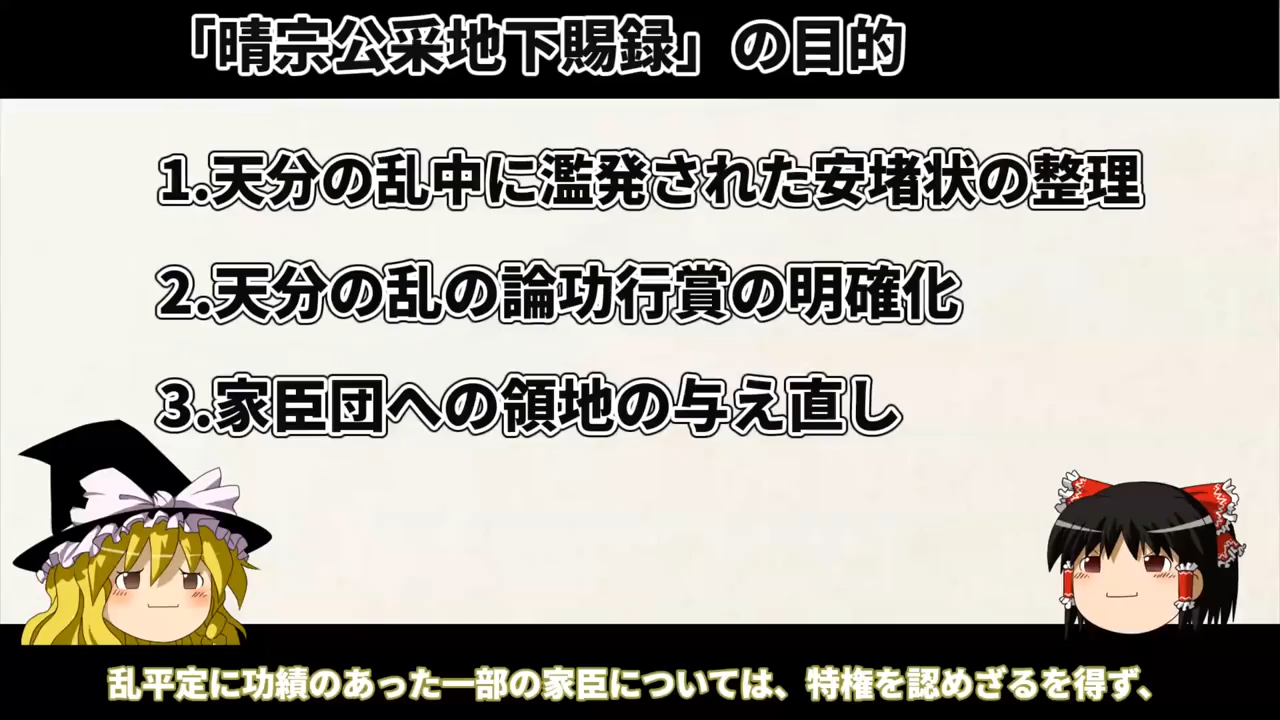 「晴宗公采地下賜録」の目的
1.天分の乱中に濫発された安堵状の整理
2.天分の乱の論功行賞の明確化
3.家臣団への領地の与え直し
乱平定に功績のあった一部の家臣については、特権を認めざるを得ず、